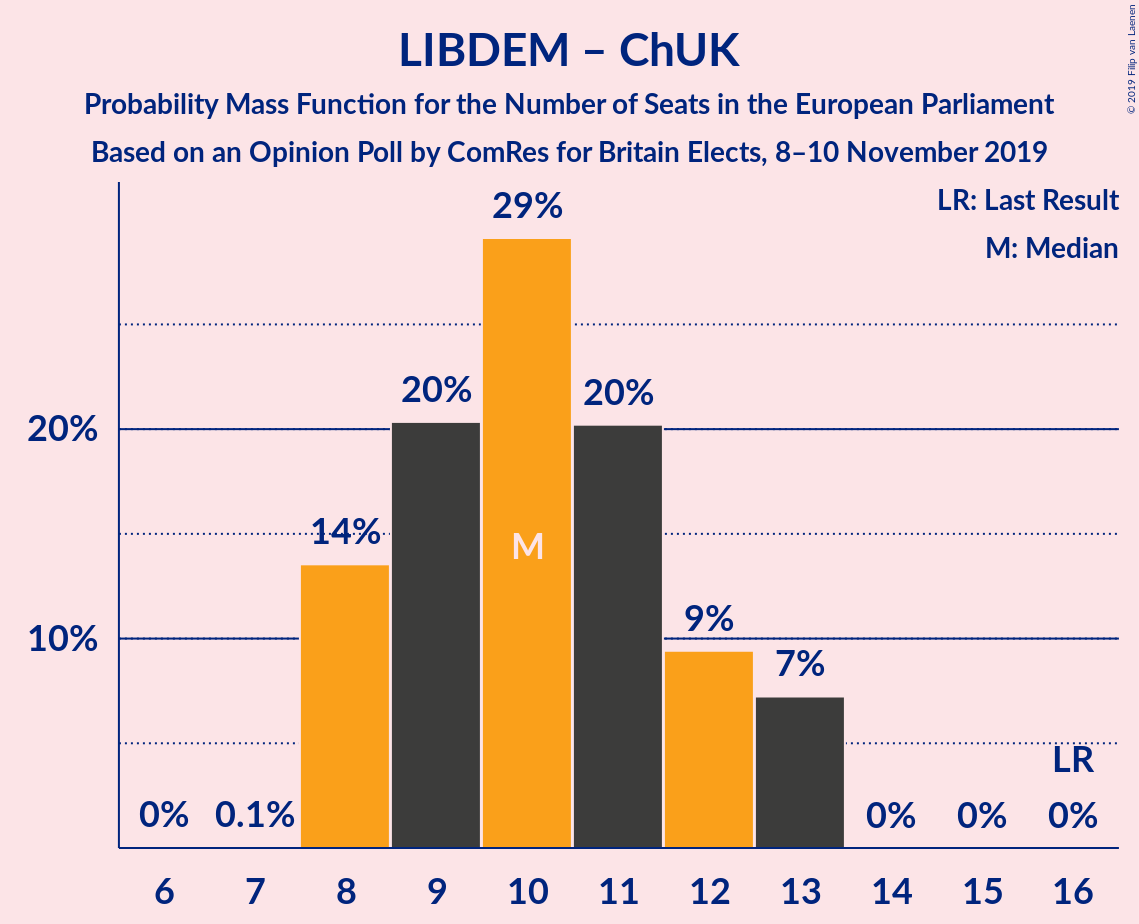 LIBDEM – ChUK
Probability Mass Function for the Number of Seats in the European Parliament
Based on an Opinion Poll by ComRes for Britain Elects, 8–10 November 2019
© 2019 Filip van Laenen
LR: Last Result
M: Median
29%
20%
20%
20%
14%
M
9%
10%
7%
LR
0%
0.1%
0%
0%
0%
6 7 8 9 10 11 12 13 14 15 16